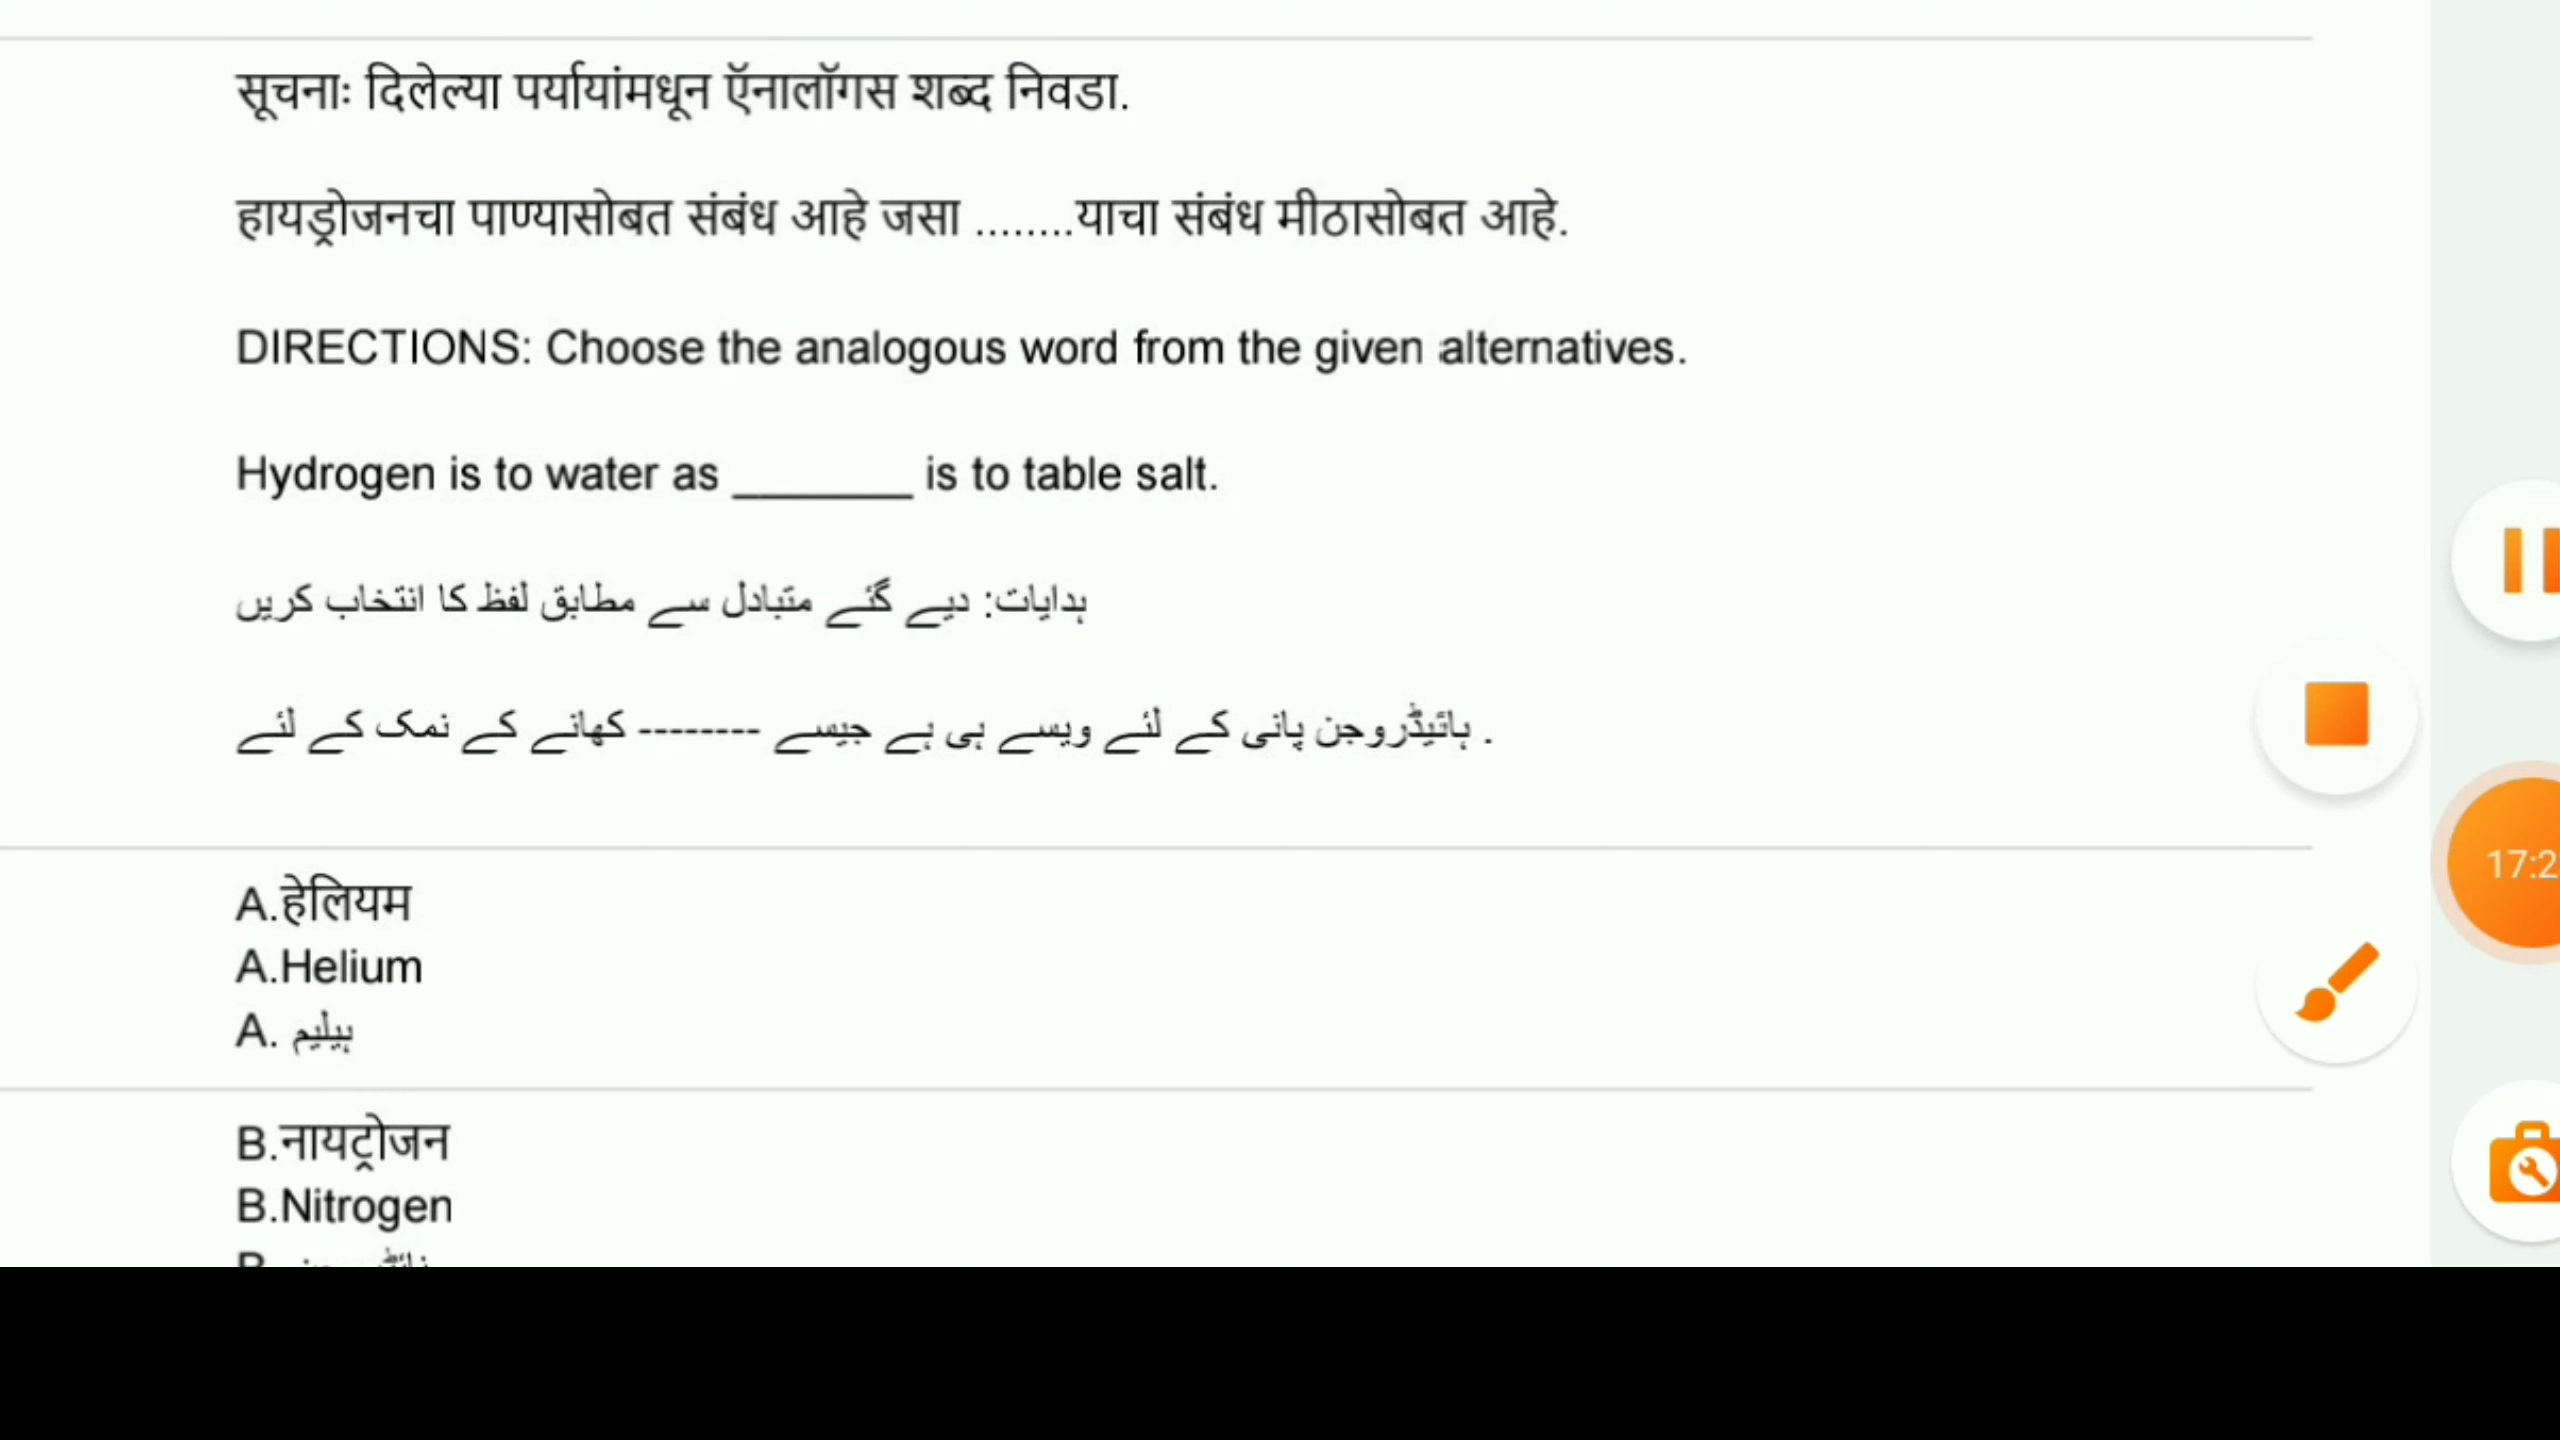 सूचनाः दिलेल्या पर्यायांमधून ऍनालॉगस शब्द निवडा.
हायड्रोजनचा पाण्यासोबत संबंध आहे जसा ........याचा संबंध मीठासोबत आहे.
DIRECTIONS: Choose the analogous word from the given alternatives.
Hydrogen is to water as _______ is to table salt.
ہدایات: دیے گئے متبادل سے مطابق لفظ کا انتخاب کریں
ہائیڈروجن پانی کے لئے ویسے ہی ہے جیسے -------- کھانے کے نمک کے لئے .
A.हेलियम
A.Helium
A. ہیلیم
B.नायट्रोजन
B.Nitrogen
17:2